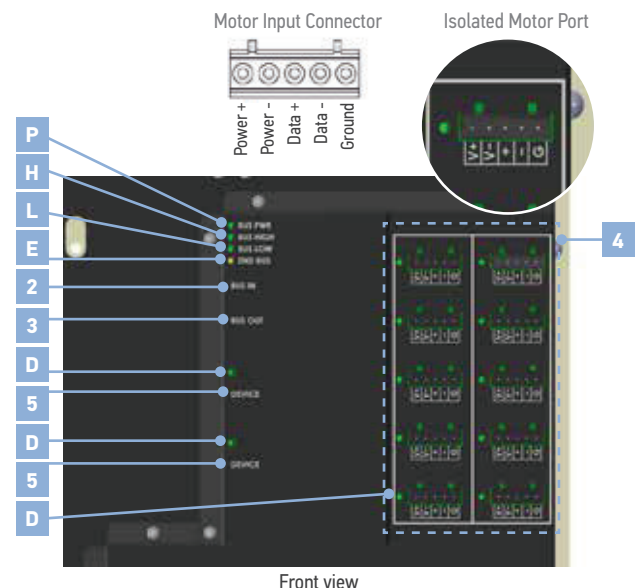 Motor Input Connector
Isolated Motor Port
Power +
Power -
Data +
Data -
Ground
V+
V-
+
-
G
P
H
L
E
2
3
D
5
D
5
D
4
BUS PWR
BUS HIGH
BUS LOW
END BUS
BUS IN
BUS OUT
DEVICE
DEVICE
Front view